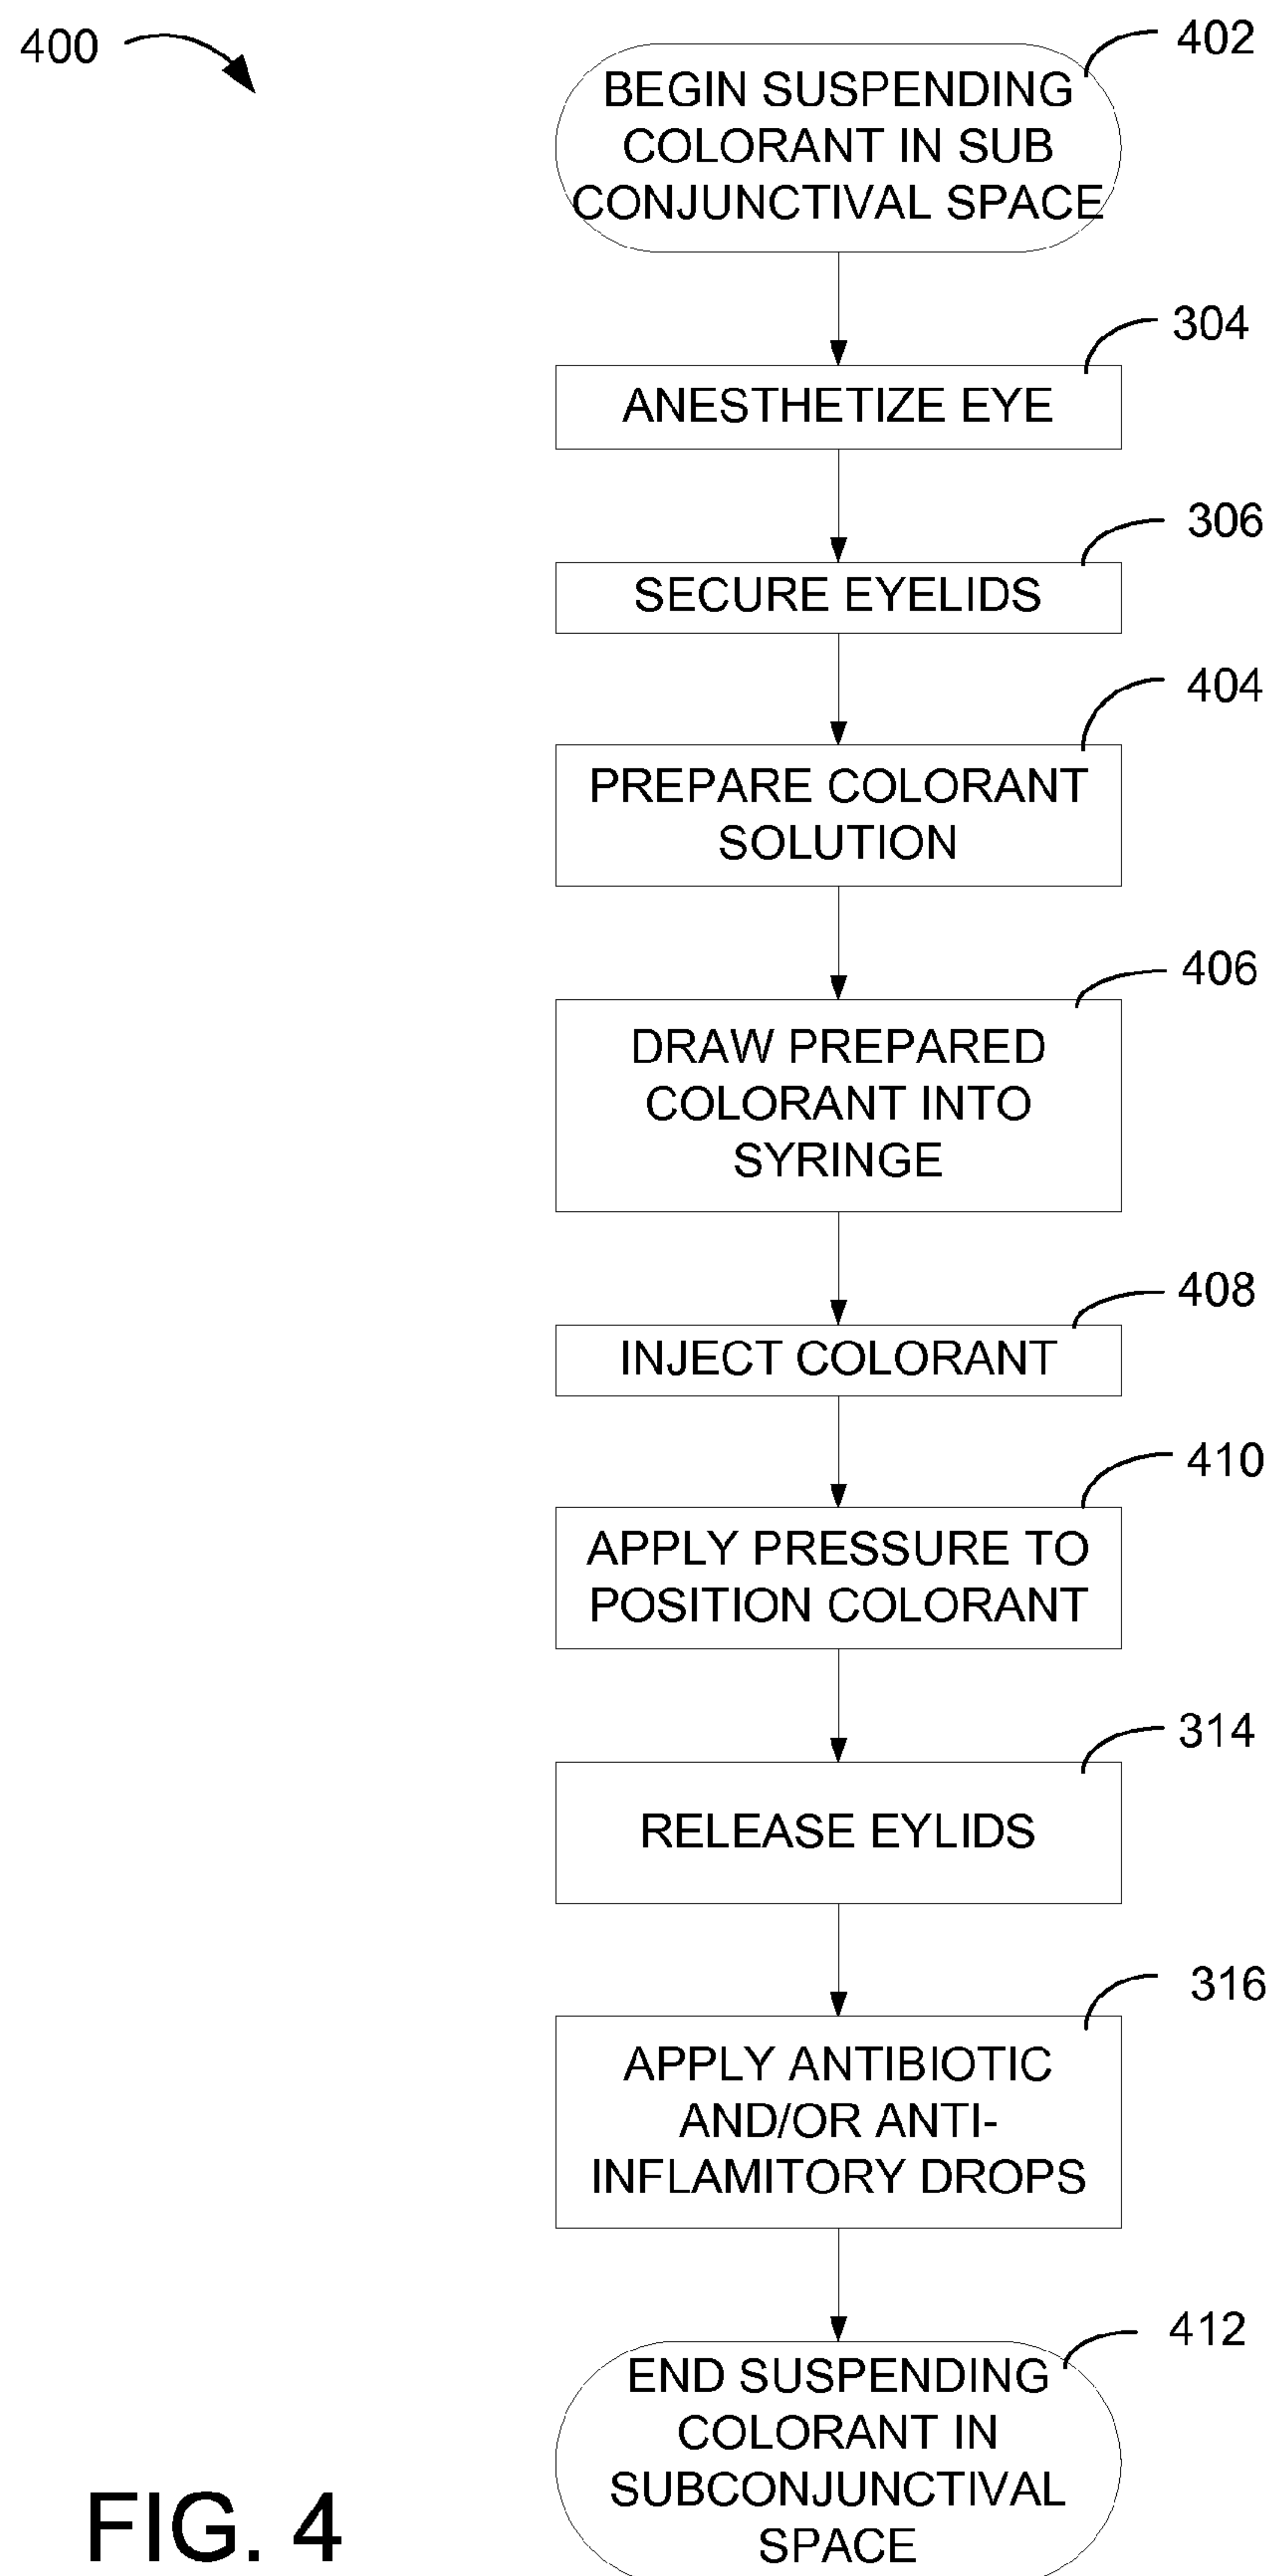 400
402
BEGIN SUSPENDING
COLORANT IN SUB
CONJUNCTIVAL SPACE
304
ANESTHETIZE EYE
306
SECURE EYELIDS
404
PREPARE COLORANT
SOLUTION
406
DRAW PREPARED
COLORANT INTO
SYRINGE
408
INJECT COLORANT
410
APPLY PRESSURE TO
POSITION COLORANT
314
RELEASE EYLIDS
316
APPLY ANTIBIOTIC
AND/OR ANTI-
INFLAMITORY DROPS
412
END SUSPENDING
COLORANT IN
SUBCONJUNCTIVAL
SPACE
FIG. 4